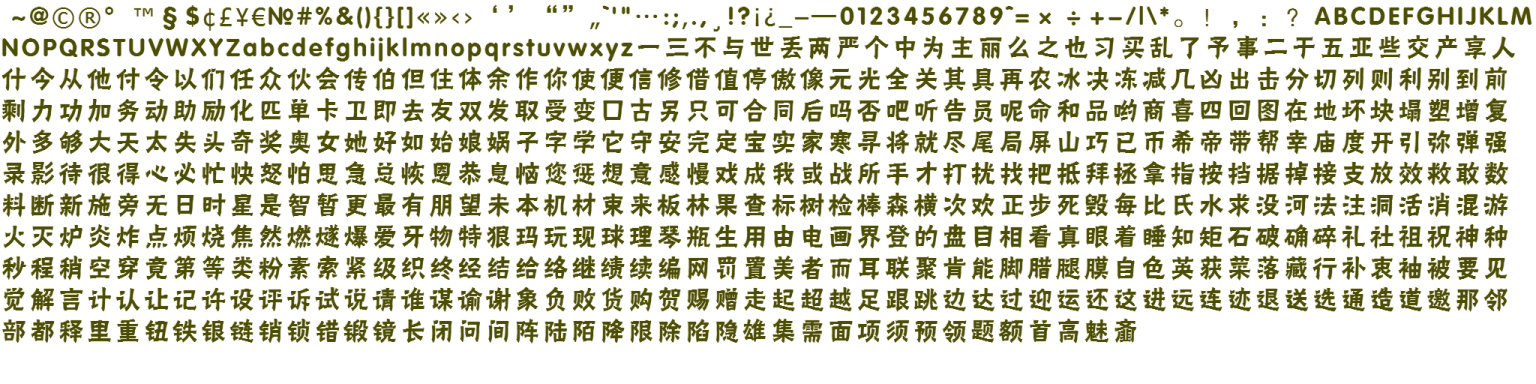 ~@©®° ™§$¢£¥€№#%&(){}[]«»‹› ‘’ “”„`'"…:;,.,¸!?¡¿_–—0123456789ˆ=×÷+−/|\*。！，：？ABCDEFGHIJKLM
NOPQRSTUVWXYZabcdefghijklmnopqrstuvwxyz一三不与世丢两严个中为主丽么之也习买乱了予事二干五亚些交产享人
什今从他付令以们任众伙会传伯但住体余作你使便信修借值停傲像元光全关其具再农冰决冻减几凶出击分切列则利别到前
剩力功加务动助励化匹单卡卫即去友双发取受变口古另只可合同后吗否吧听告员呢命和品哟商喜四回图在地坏块塌塑增复
外多够大天太失头奇奖奥女她好如始娘娲子字学它守安完定宝实家寒寻将就尽尾局屏山巧已币希帝带帮幸庙度开引弥弹强
录影待很得心必忙快怒怕思急总恢恩恭息恼您惩想意感慢戏成我或战所手才打扰找把抵拜拯拿指按挡据掉接支放效救敢数
料断新施旁无日时星是智暂更最有朋望未本机材束来板林果查标树检棒森横次欢正步死毁每比氏水求没河法注洞活消混游
火灭炉炎炸点烦烧焦然燃燧爆爱牙物特狠玛玩现球理琴瓶生用由电画界登的盘目相看真眼着睡知矩石破确碎礼社祖祝神种
秒程稍空穿竟第等类粉素索紧级织终经结给络继绩续编网罚置美者而耳联聚肯能脚腊腿膜自色英获菜落藏行补衷袖被要见
觉解言计认让记许设评诉试说请谁谋谕谢象负败货购贺赐赠走起超越足跟跳边达过迎运还这进远连迹退送选通造道邀那邻
部都释里重钮铁银链销锁错锻镜长闭问间阵陆陌降限除陷隐雄集需面项须预领题额首高魅